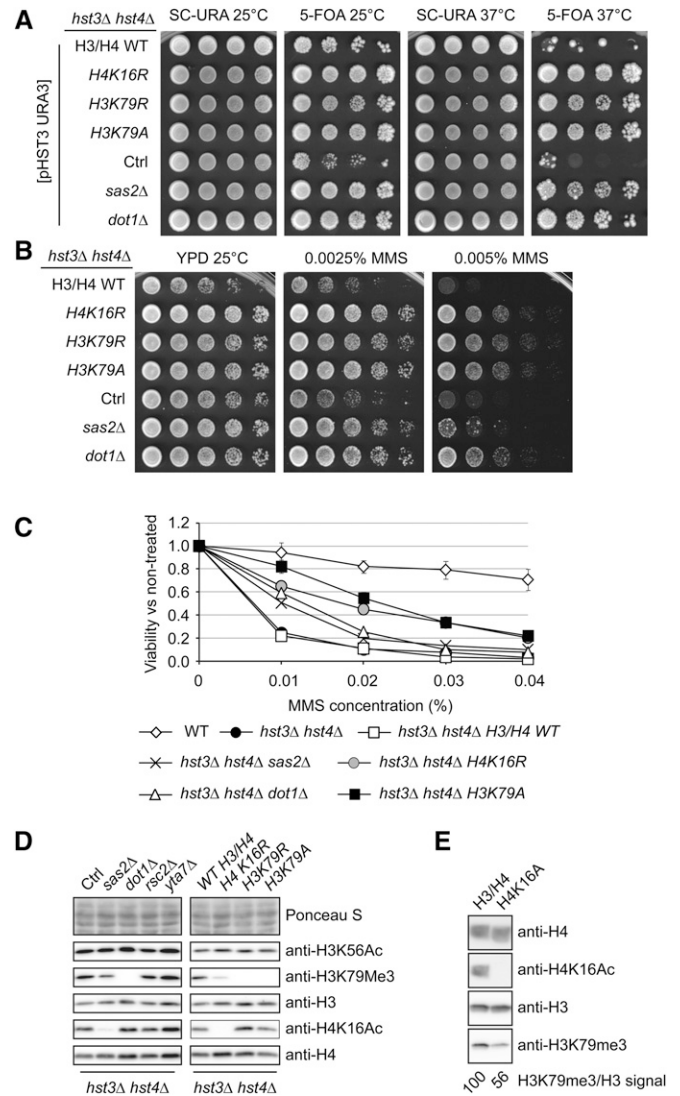 A
hst3Δ hst4Δ
SC-URA 25°C
5-FOA 25°C
SC-URA 37°C
5-FOA 37°C
[pHST3 URA3]
H3/H4 WT
H4K16R
H3K79R
H3K79A
Ctrl
sas2Δ
dot1Δ
B
hst3Δ hst4Δ
YPD 25°C
0.0025% MMS
0.005% MMS
H3/H4 WT
H4K16R
H3K79R
H3K79A
Ctrl
sas2Δ
dot1Δ
C
Viability vs non-treated
1.2
1.0
0.8
0.6
0.4
0.2
0.0
0 0.01 0.02 0.03 0.04
MMS concentration (%)
WT hst3Δ hst4Δ hst3Δ hst4Δ H3/H4 WT
hst3Δ hst4Δ sas2Δ hst3Δ hst4Δ H4K16R
hst3Δ hst4Δ dot1Δ hst3Δ hst4Δ H3K79A
D
Ctrl sas2Δ dot1Δ rsc2Δ yta7Δ WT H3/H4 H4 K16R H3K79R H3K79A
Ponceau S
anti-H3K56Ac
anti-H3K79Me3
anti-H3
anti-H4K16Ac
anti-H4
hst3Δ hst4Δ hst3Δ hst4Δ
E
H3/H4 H4K16A
anti-H4
anti-H4K16Ac
anti-H3
anti-H3K79me3
100 56 H3K79me3/H3 signal